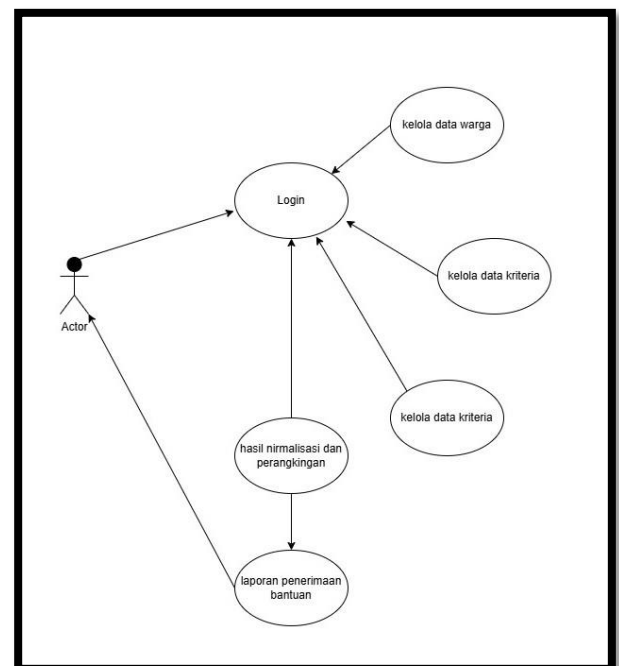 kelola data warga
Login
kelola data kriteria
Actor
kelola data kriteria
hasil nirmalisasi dan
perangkingan
laporan penerimaan
bantuan